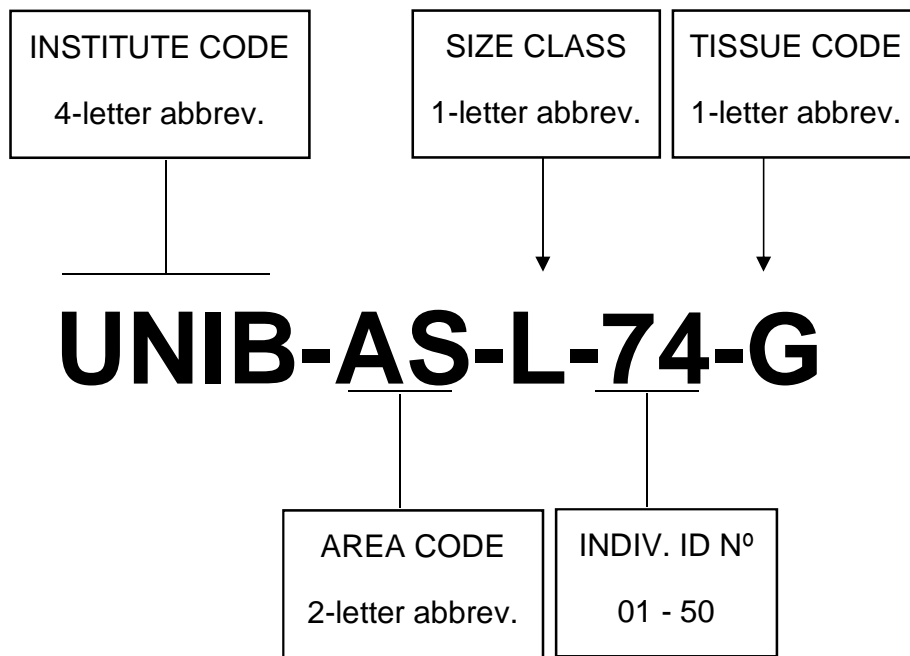 INSTITUTE CODE
4-letter abbrev.
SIZE CLASS
1-letter abbrev.
TISSUE CODE
1-letter abbrev.
UNIB-AS-L-74-G
AREA CODE
2-letter abbrev.
INDIV. ID Nº
01 - 50